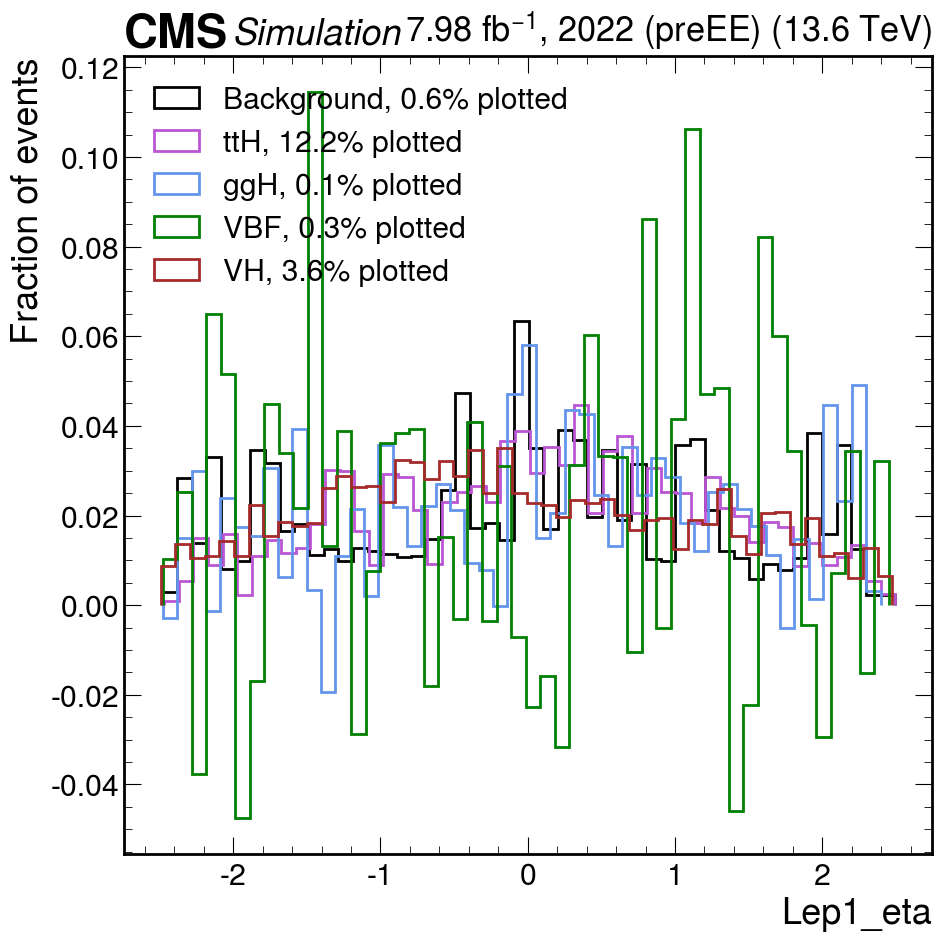 CMS Simulation 7.98 fb⁻¹, 2022 (preEE) (13.6 TeV)
Fraction of events
0.12
0.10
0.08
0.06
0.04
0.02
0.00
-0.02
-0.04
Background, 0.6% plotted
ttH, 12.2% plotted
ggH, 0.1% plotted
VBF, 0.3% plotted
VH, 3.6% plotted
-2 -1 0 1 2
Lep1_eta